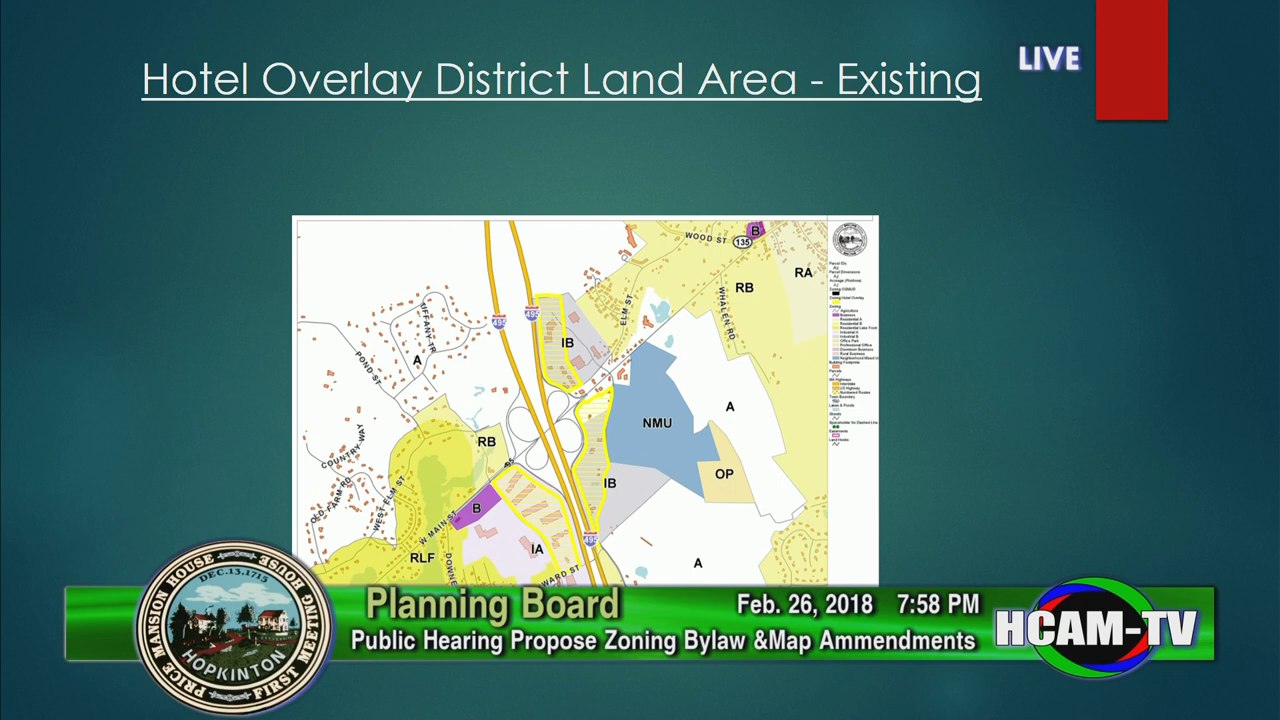 Hotel Overlay District Land Area - Existing
LIVE
WOOD ST
135
B
RA
RB
WHALEN RD
ELM ST
495
495
IB
TIFFANY TR
A
POND ST
A
NMU
RB
COUNTRY WAY
OP
IB
OLD FARM RD
WEST ELM ST
B
W MAIN ST
495
IA
RLF
A
WARD ST
Planning Board
Feb. 26, 2018 7:58 PM
Public Hearing Propose Zoning Bylaw &Map Ammendments
HCAM-TV
PRICE MANSION HOUSE
FIRST MEETING HOUSE
DEC.13.1715
HOPKINTON